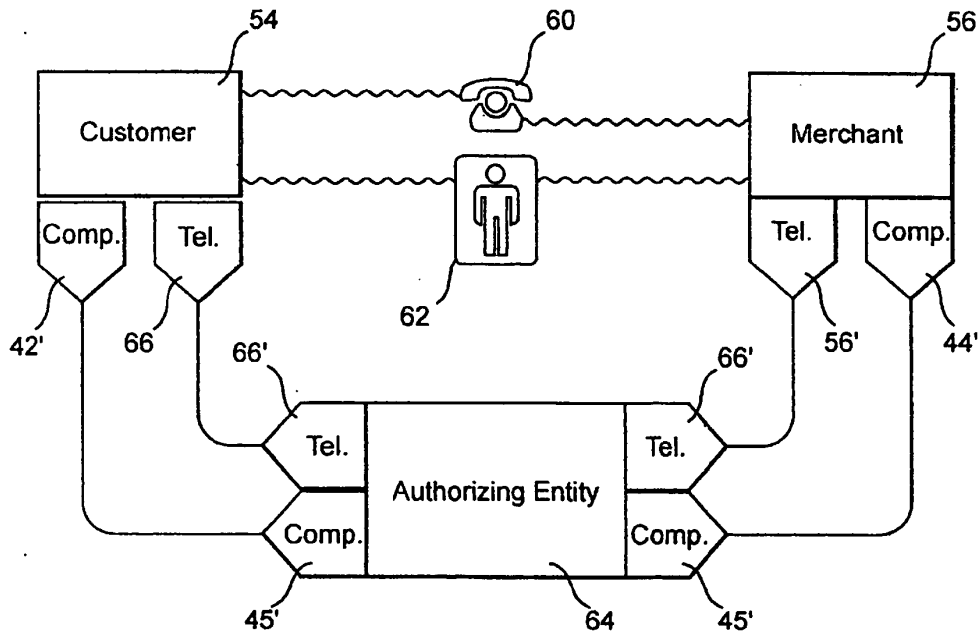 54
60
56
Customer
Merchant
Comp.
Tel.
Tel.
Comp.
42'
66
62
56'
44'
66'
66'
Tel.
Authorizing Entity
Tel.
Comp.
Comp.
45'
64
45'